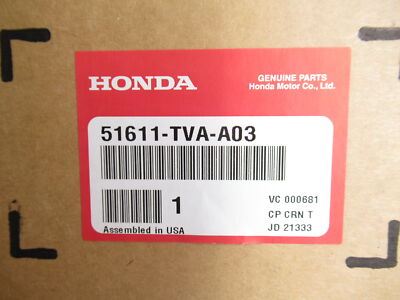 HONDA
GENUINE PARTS
Honda Motor Co., Ltd.
51611-TVA-A03
1
VC 000681
CP CRN T
Assembled in USA
JD 21333